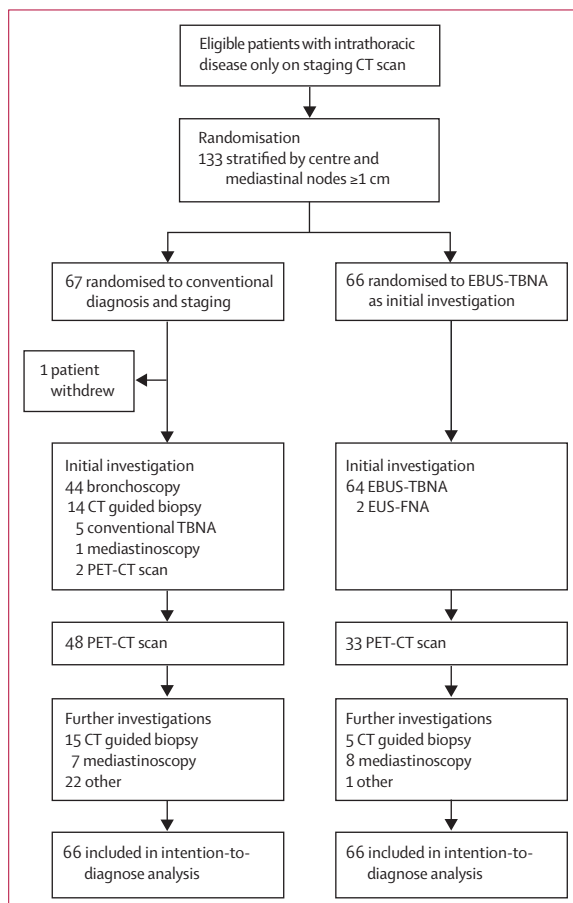 Eligible patients with intrathoracic
disease only on staging CT scan
Randomisation
133 stratified by centre and
mediastinal nodes ≥1 cm
67 randomised to conventional
diagnosis and staging
66 randomised to EBUS-TBNA
as initial investigation
1 patient
withdrew
Initial investigation
44 bronchoscopy
14 CT guided biopsy
5 conventional TBNA
1 mediastinoscopy
2 PET-CT scan
Initial investigation
64 EBUS-TBNA
2 EUS-FNA
48 PET-CT scan
33 PET-CT scan
Further investigations
15 CT guided biopsy
7 mediastinoscopy
22 other
Further investigations
5 CT guided biopsy
8 mediastinoscopy
1 other
66 included in intention-to-
diagnose analysis
66 included in intention-to-
diagnose analysis